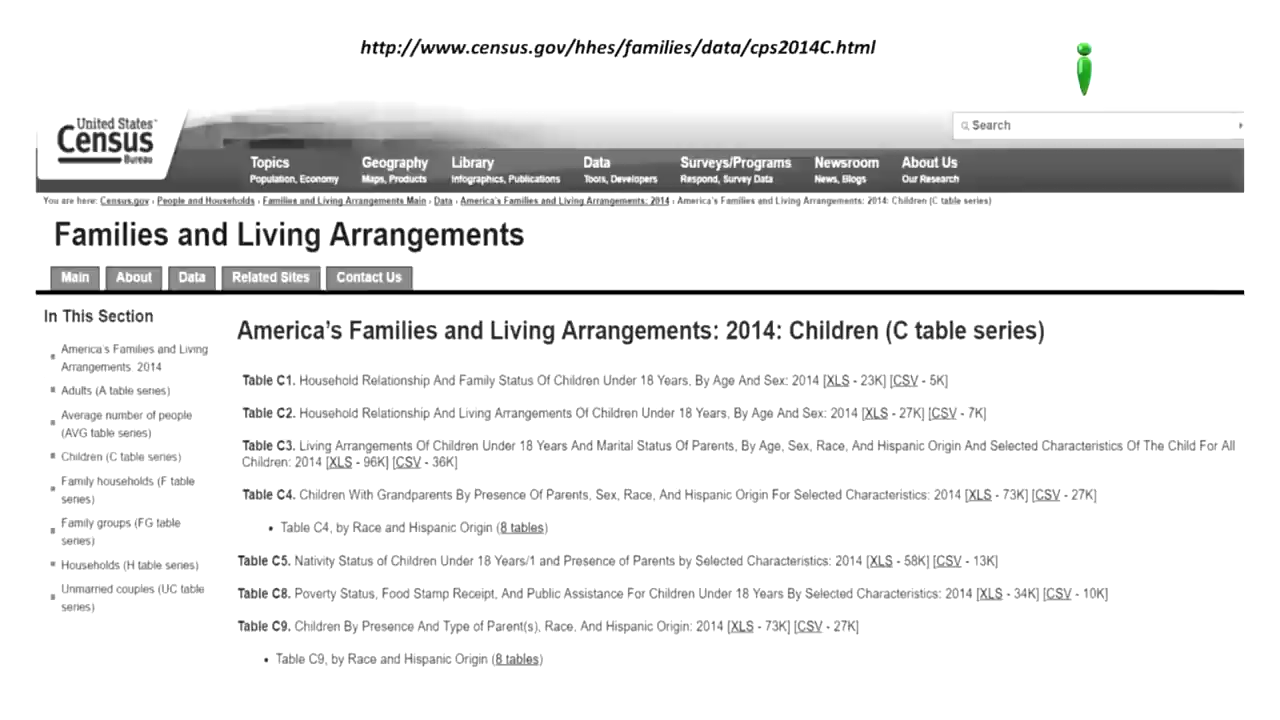 http://www.census.gov/hhes/families/data/cps2014C.html
United States™
Census
Bureau
Search
Topics Geography Library Data Surveys/Programs Newsroom About Us
Population, Economy Maps, Products Infographics, Publications Tools, Developers Respond, Survey Data News, Blogs Our Research
You are here: Census.gov › People and Households › Families and Living Arrangements Main › Data › America's Families and Living Arrangements: 2014 › America's Families and Living Arrangements: 2014: Children (C table series)
Families and Living Arrangements
Main About Data Related Sites Contact Us
In This Section
America's Families and Living
Arrangements 2014
Adults (A table series)
Average number of people
(AVG table series)
Children (C table series)
Family households (F table
series)
Family groups (FG table
series)
Households (H table series)
Unmarried couples (UC table
series)
America's Families and Living Arrangements: 2014: Children (C table series)
Table C1. Household Relationship And Family Status Of Children Under 18 Years, By Age And Sex: 2014 [XLS - 23K] [CSV - 5K]
Table C2. Household Relationship And Living Arrangements Of Children Under 18 Years, By Age And Sex: 2014 [XLS - 27K] [CSV - 7K]
Table C3. Living Arrangements Of Children Under 18 Years And Marital Status Of Parents, By Age, Sex, Race, And Hispanic Origin And Selected Characteristics Of The Child For All
Children: 2014 [XLS - 96K] [CSV - 36K]
Table C4. Children With Grandparents By Presence Of Parents, Sex, Race, And Hispanic Origin For Selected Characteristics: 2014 [XLS - 73K] [CSV - 27K]
• Table C4, by Race and Hispanic Origin (8 tables)
Table C5. Nativity Status of Children Under 18 Years/1 and Presence of Parents by Selected Characteristics: 2014 [XLS - 58K] [CSV - 13K]
Table C8. Poverty Status, Food Stamp Receipt, And Public Assistance For Children Under 18 Years By Selected Characteristics: 2014 [XLS - 34K] [CSV - 10K]
Table C9. Children By Presence And Type of Parent(s), Race, And Hispanic Origin: 2014 [XLS - 73K] [CSV - 27K]
• Table C9, by Race and Hispanic Origin (8 tables)